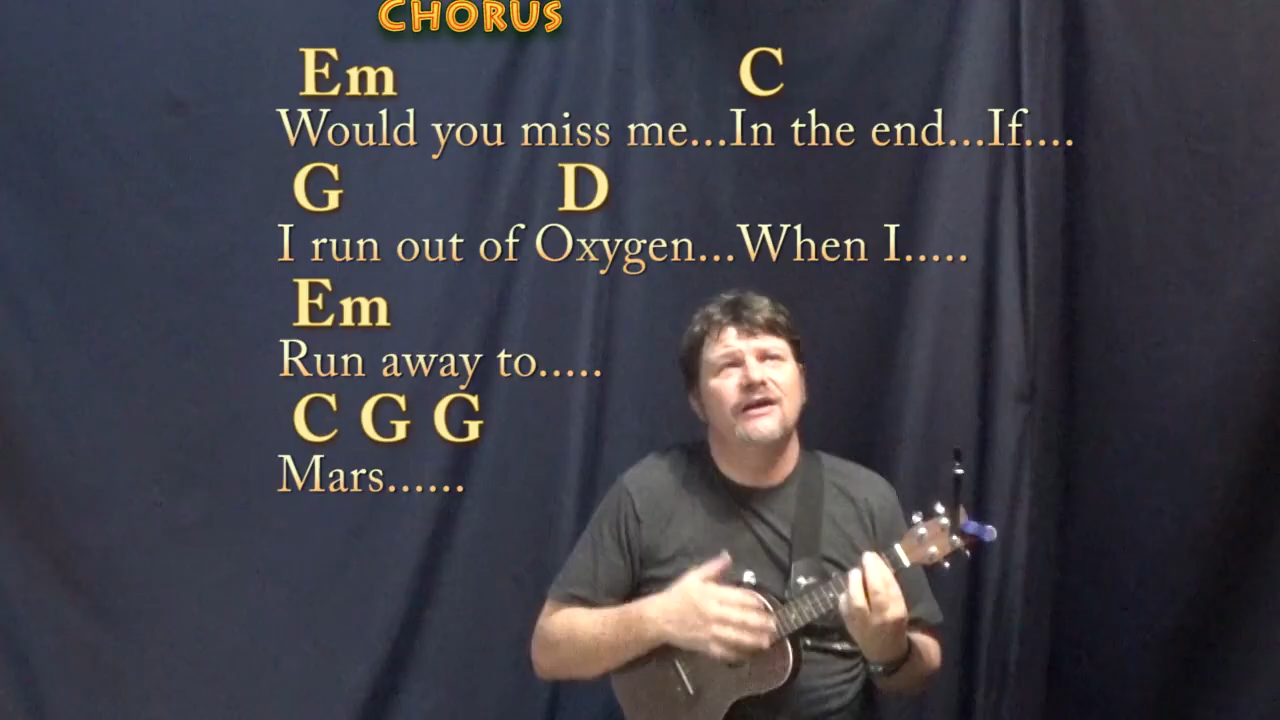 CHORUS
Em C
Would you miss me...In the end...If....
G D
I run out of Oxygen...When I.....
Em
Run away to.....
C G G
Mars......